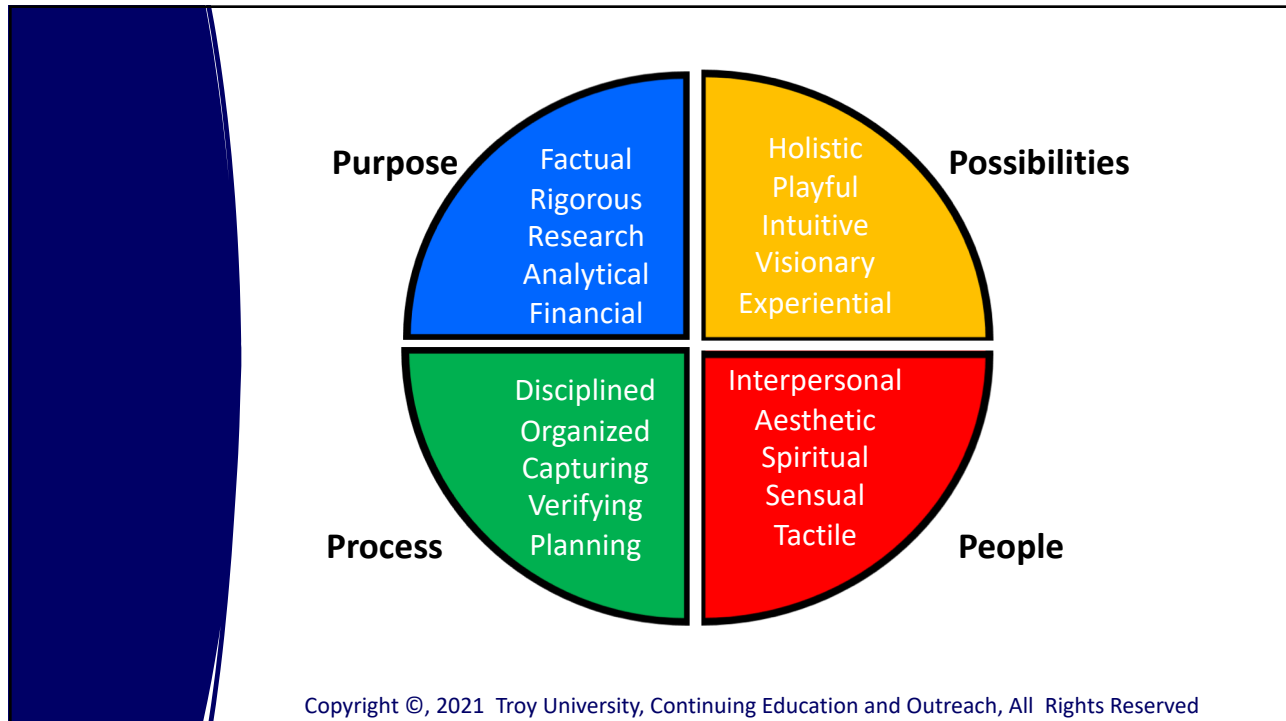 Purpose
Factual
Rigorous
Research
Analytical
Financial
Holistic
Playful
Intuitive
Visionary
Experiential
Possibilities
Process
Disciplined
Organized
Capturing
Verifying
Planning
Interpersonal
Aesthetic
Spiritual
Sensual
Tactile
People
Copyright ©, 2021 Troy University, Continuing Education and Outreach, All Rights Reserved